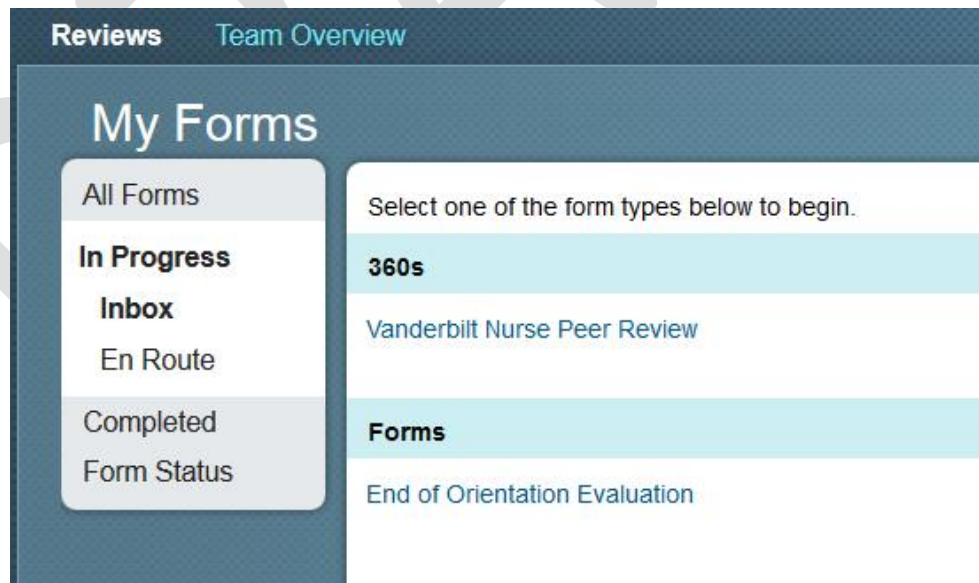 Reviews Team Overview
My Forms
All Forms
In Progress
Inbox
En Route
Completed
Form Status
Select one of the form types below to begin.
360s
Vanderbilt Nurse Peer Review
Forms
End of Orientation Evaluation